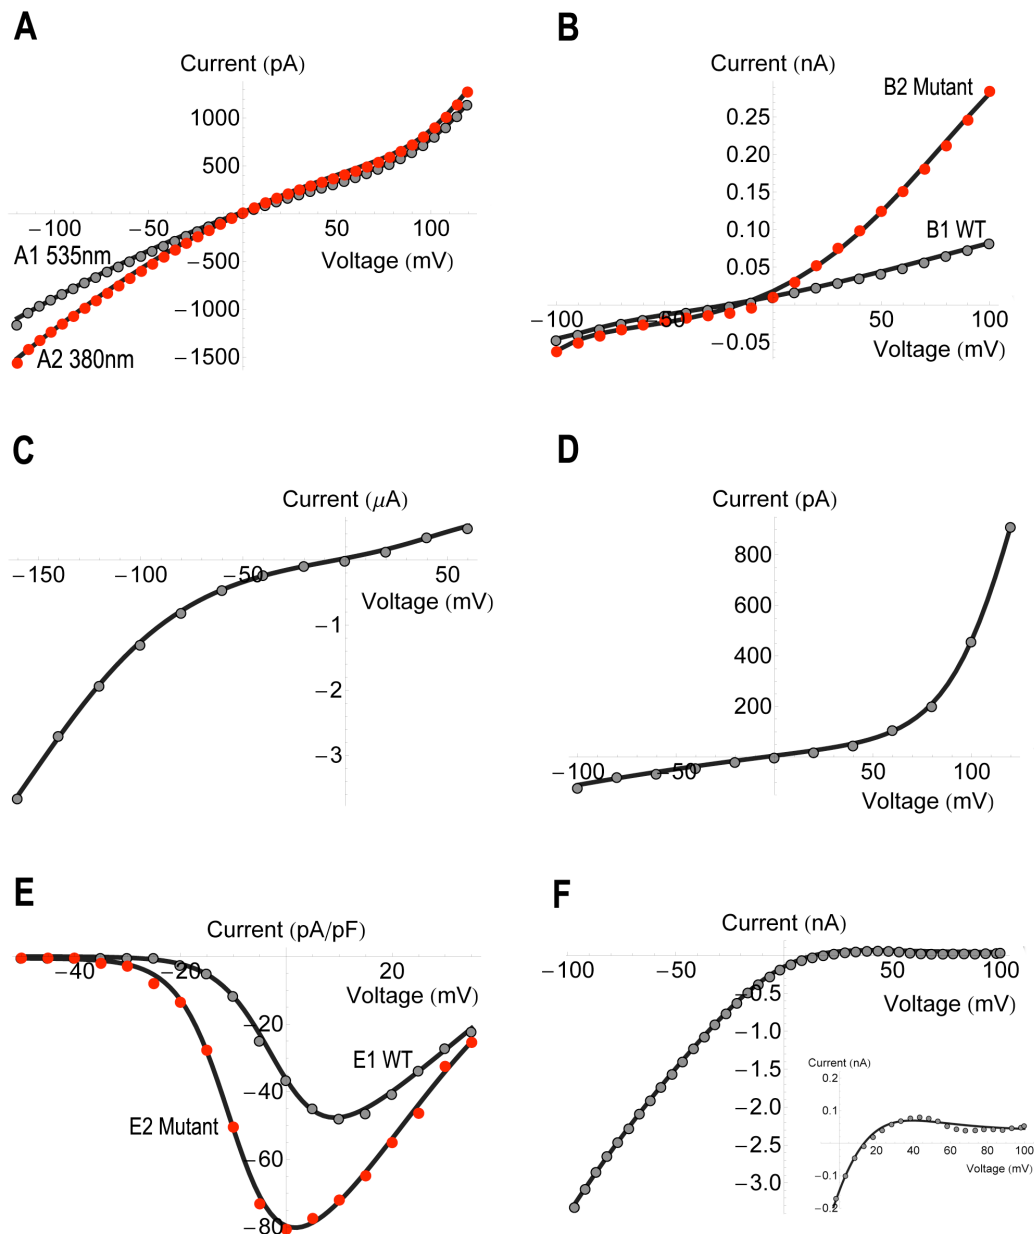 A
Current (pA)
1000
500
−100
−50
50
100
A1 535nm
−500
Voltage (mV)
−1000
A2 380nm
−1500
B
Current (nA)
B2 Mutant
0.25
0.20
0.15
0.10
B1 WT
0.05
−100
−50
50
100
−0.05
Voltage (mV)
C
Current (μA)
−150
−100
−50
50
Voltage (mV)
−1
−2
−3
D
Current (pA)
800
600
400
200
−100
−50
50
100
Voltage (mV)
E
Current (pA/pF)
−40
−20
20
Voltage (mV)
−20
E1 WT
−40
E2 Mutant
−60
−80
F
Current (nA)
−100
−50
50
100
−0.5
Voltage (mV)
−1.0
−1.5
−2.0
−2.5
−3.0
Current (nA)
0.2
0.1
20
40
60
80
100
Voltage (mV)
−0.1
−0.2